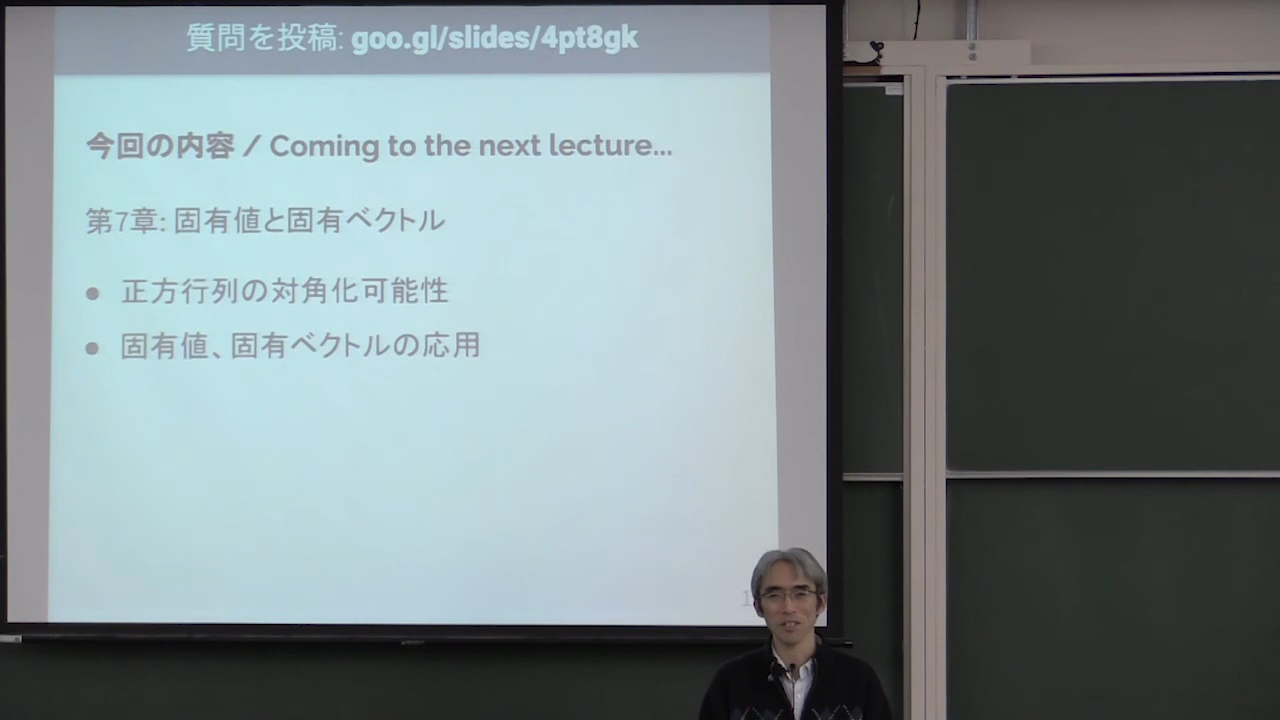 質問を投稿: goo.gl/slides/4pt8gk
今回の内容 / Coming to the next lecture...
第7章: 固有値と固有ベクトル
● 正方行列の対角化可能性
● 固有値、固有ベクトルの応用